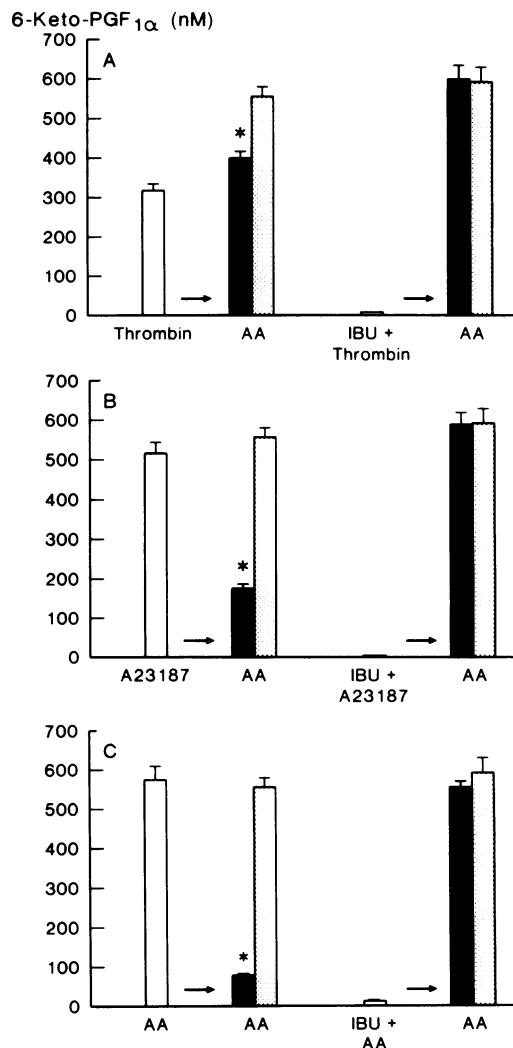 6-Keto-PGF1α (nM)
A
700
600
500
400
300
200
100
0
*
Thrombin AA IBU + AA
Thrombin
B
700
600
500
400
300
200
100
0
*
A23187 AA IBU + AA
A23187
C
700
600
500
400
300
200
100
0
*
AA AA IBU + AA
AA